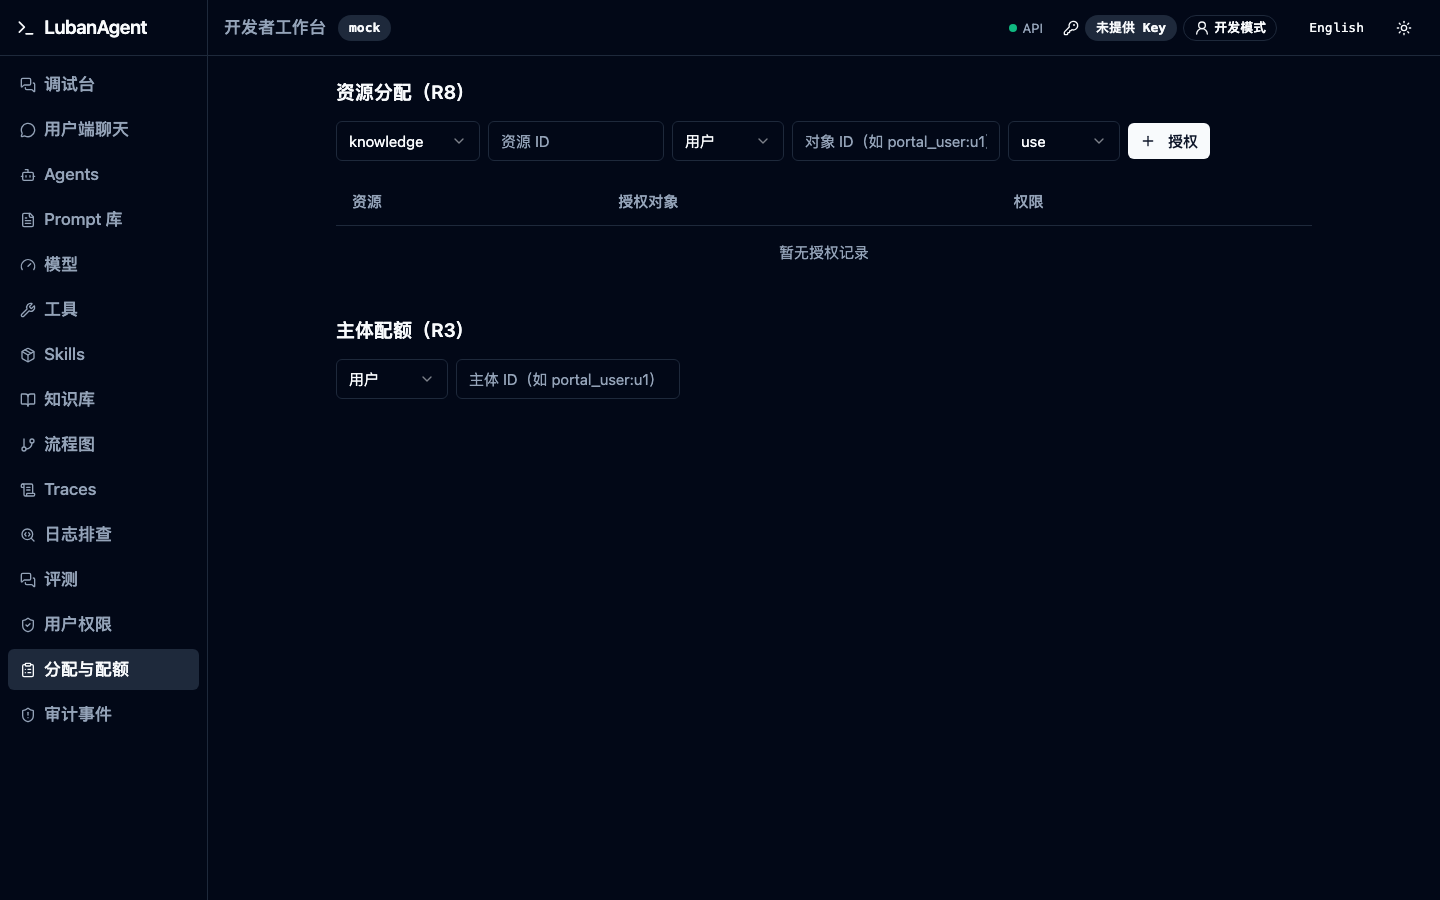 LubanAgent
开发者工作台 mock
API 未提供 Key 开发模式 English
调试台
用户端聊天
Agents
Prompt 库
模型
工具
Skills
知识库
流程图
Traces
日志排查
评测
用户权限
分配与配额
审计事件
资源分配（R8）
knowledge 资源 ID 用户 对象 ID（如 portal_user:u1 use 授权
资源 授权对象 权限
暂无授权记录
主体配额（R3）
用户 主体 ID（如 portal_user:u1）